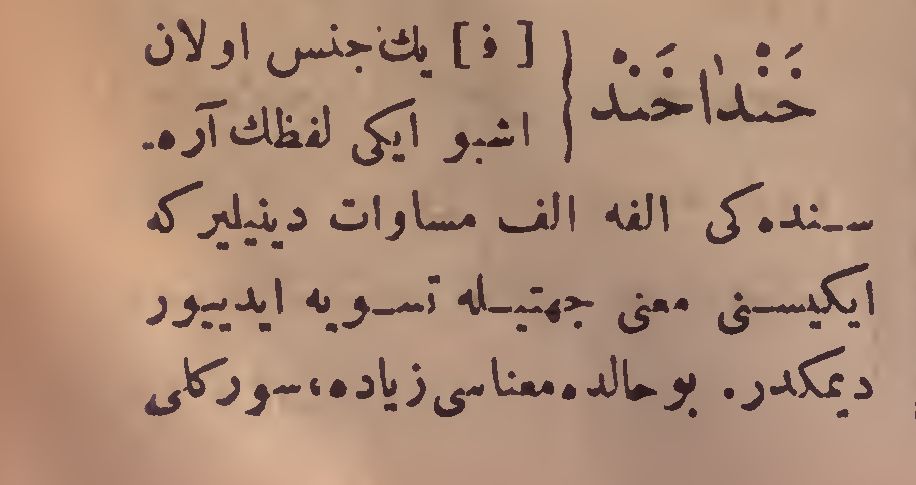 خَنْدَاخَنْد { [ ف ] يك جنس اولان
اشبو ايكى لفظك آره‌-
سنده‌كى الفه الف مساوات دينيلير كه
ايكيسنى معنى جهتيله تسويه ايدييور
ديمكدر. بو حالده معناسى زياده، سوركلى